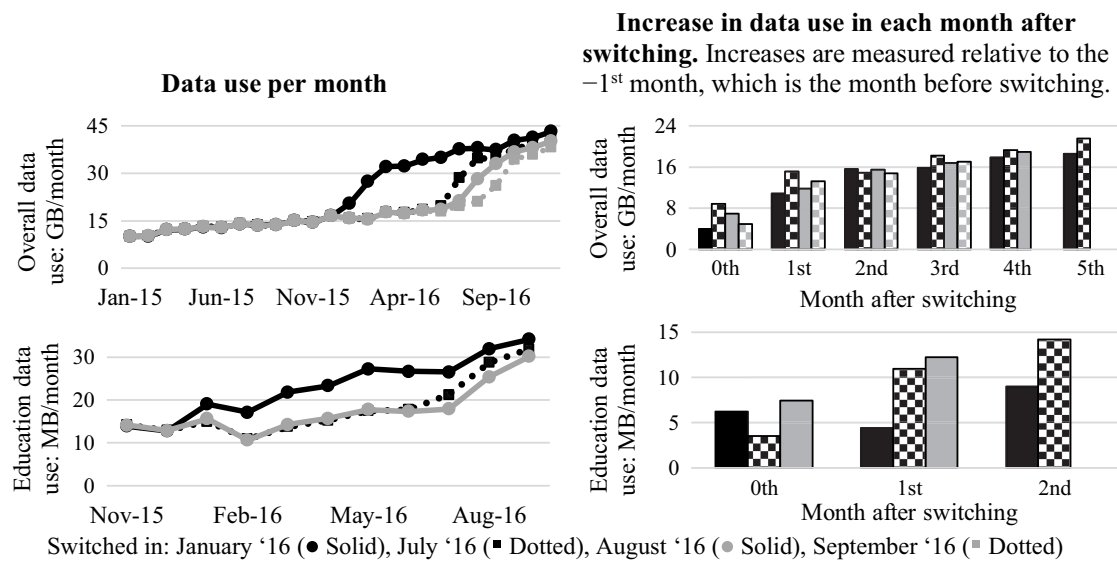 Increase in data use in each month after
switching. Increases are measured relative to the
−1st month, which is the month before switching.
Data use per month
Overall data
use: GB/month
45
30
15
0
Jan-15 Jun-15 Nov-15 Apr-16 Sep-16
Overall data
use: GB/month
24
16
8
0
0th 1st 2nd 3rd 4th 5th
Month after switching
Education data
use: MB/month
30
20
10
0
Nov-15 Feb-16 May-16 Aug-16
Education data
use: MB/month
15
10
5
0
0th 1st 2nd
Month after switching
Switched in: January ‘16 (● Solid), July ‘16 (■ Dotted), August ‘16 (● Solid), September ‘16 (■ Dotted)